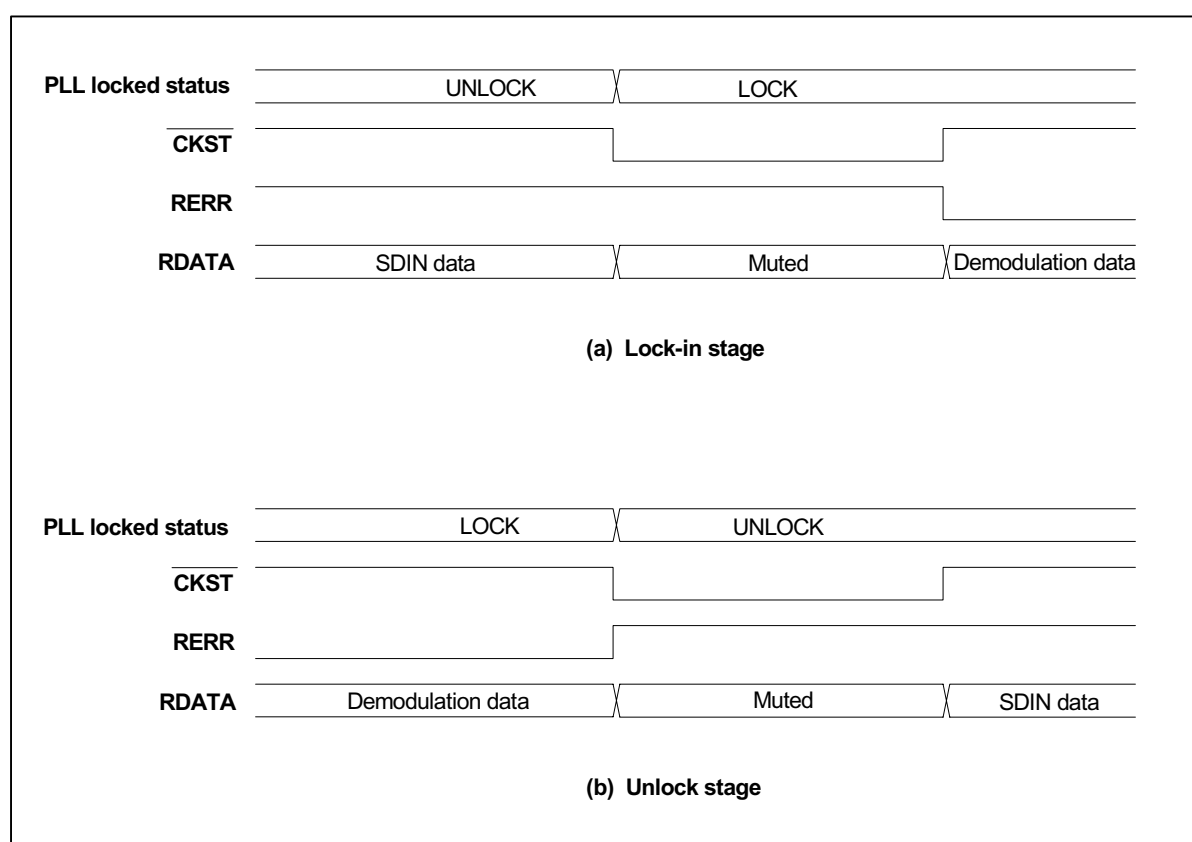 PLL locked status UNLOCK LOCK
CKST
RERR
RDATA SDIN data Muted Demodulation data
(a) Lock-in stage
PLL locked status LOCK UNLOCK
CKST
RERR
RDATA Demodulation data Muted SDIN data
(b) Unlock stage